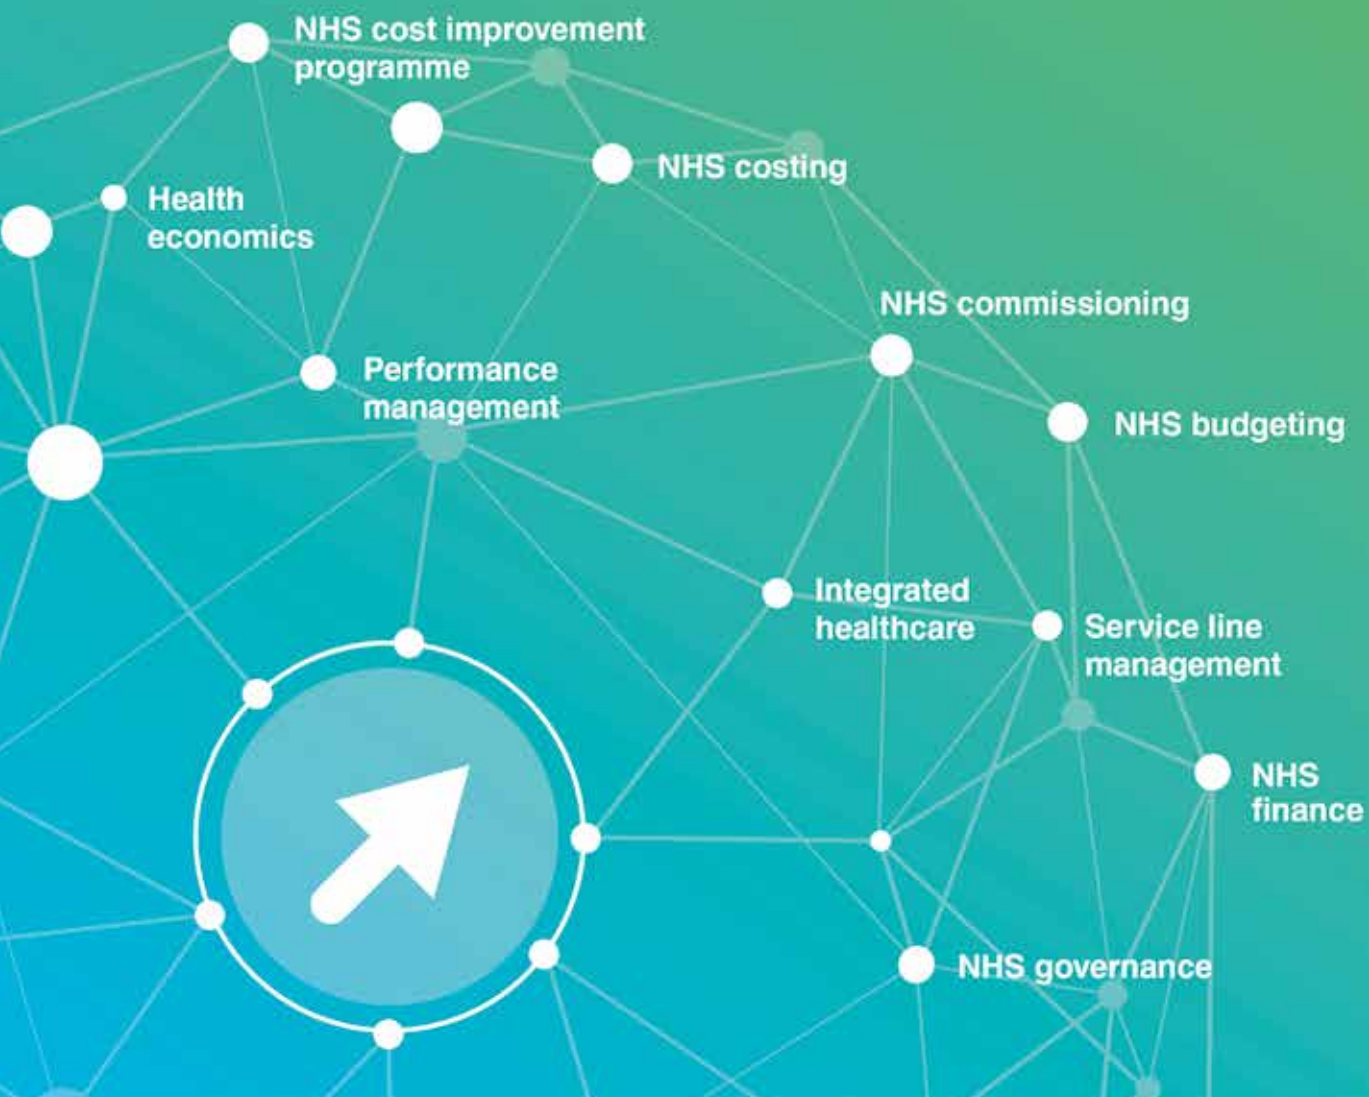 NHS cost improvement
programme
NHS costing
Health
economics
NHS commissioning
Performance
management
NHS budgeting
Integrated
healthcare
Service line
management
NHS
finance
NHS governance